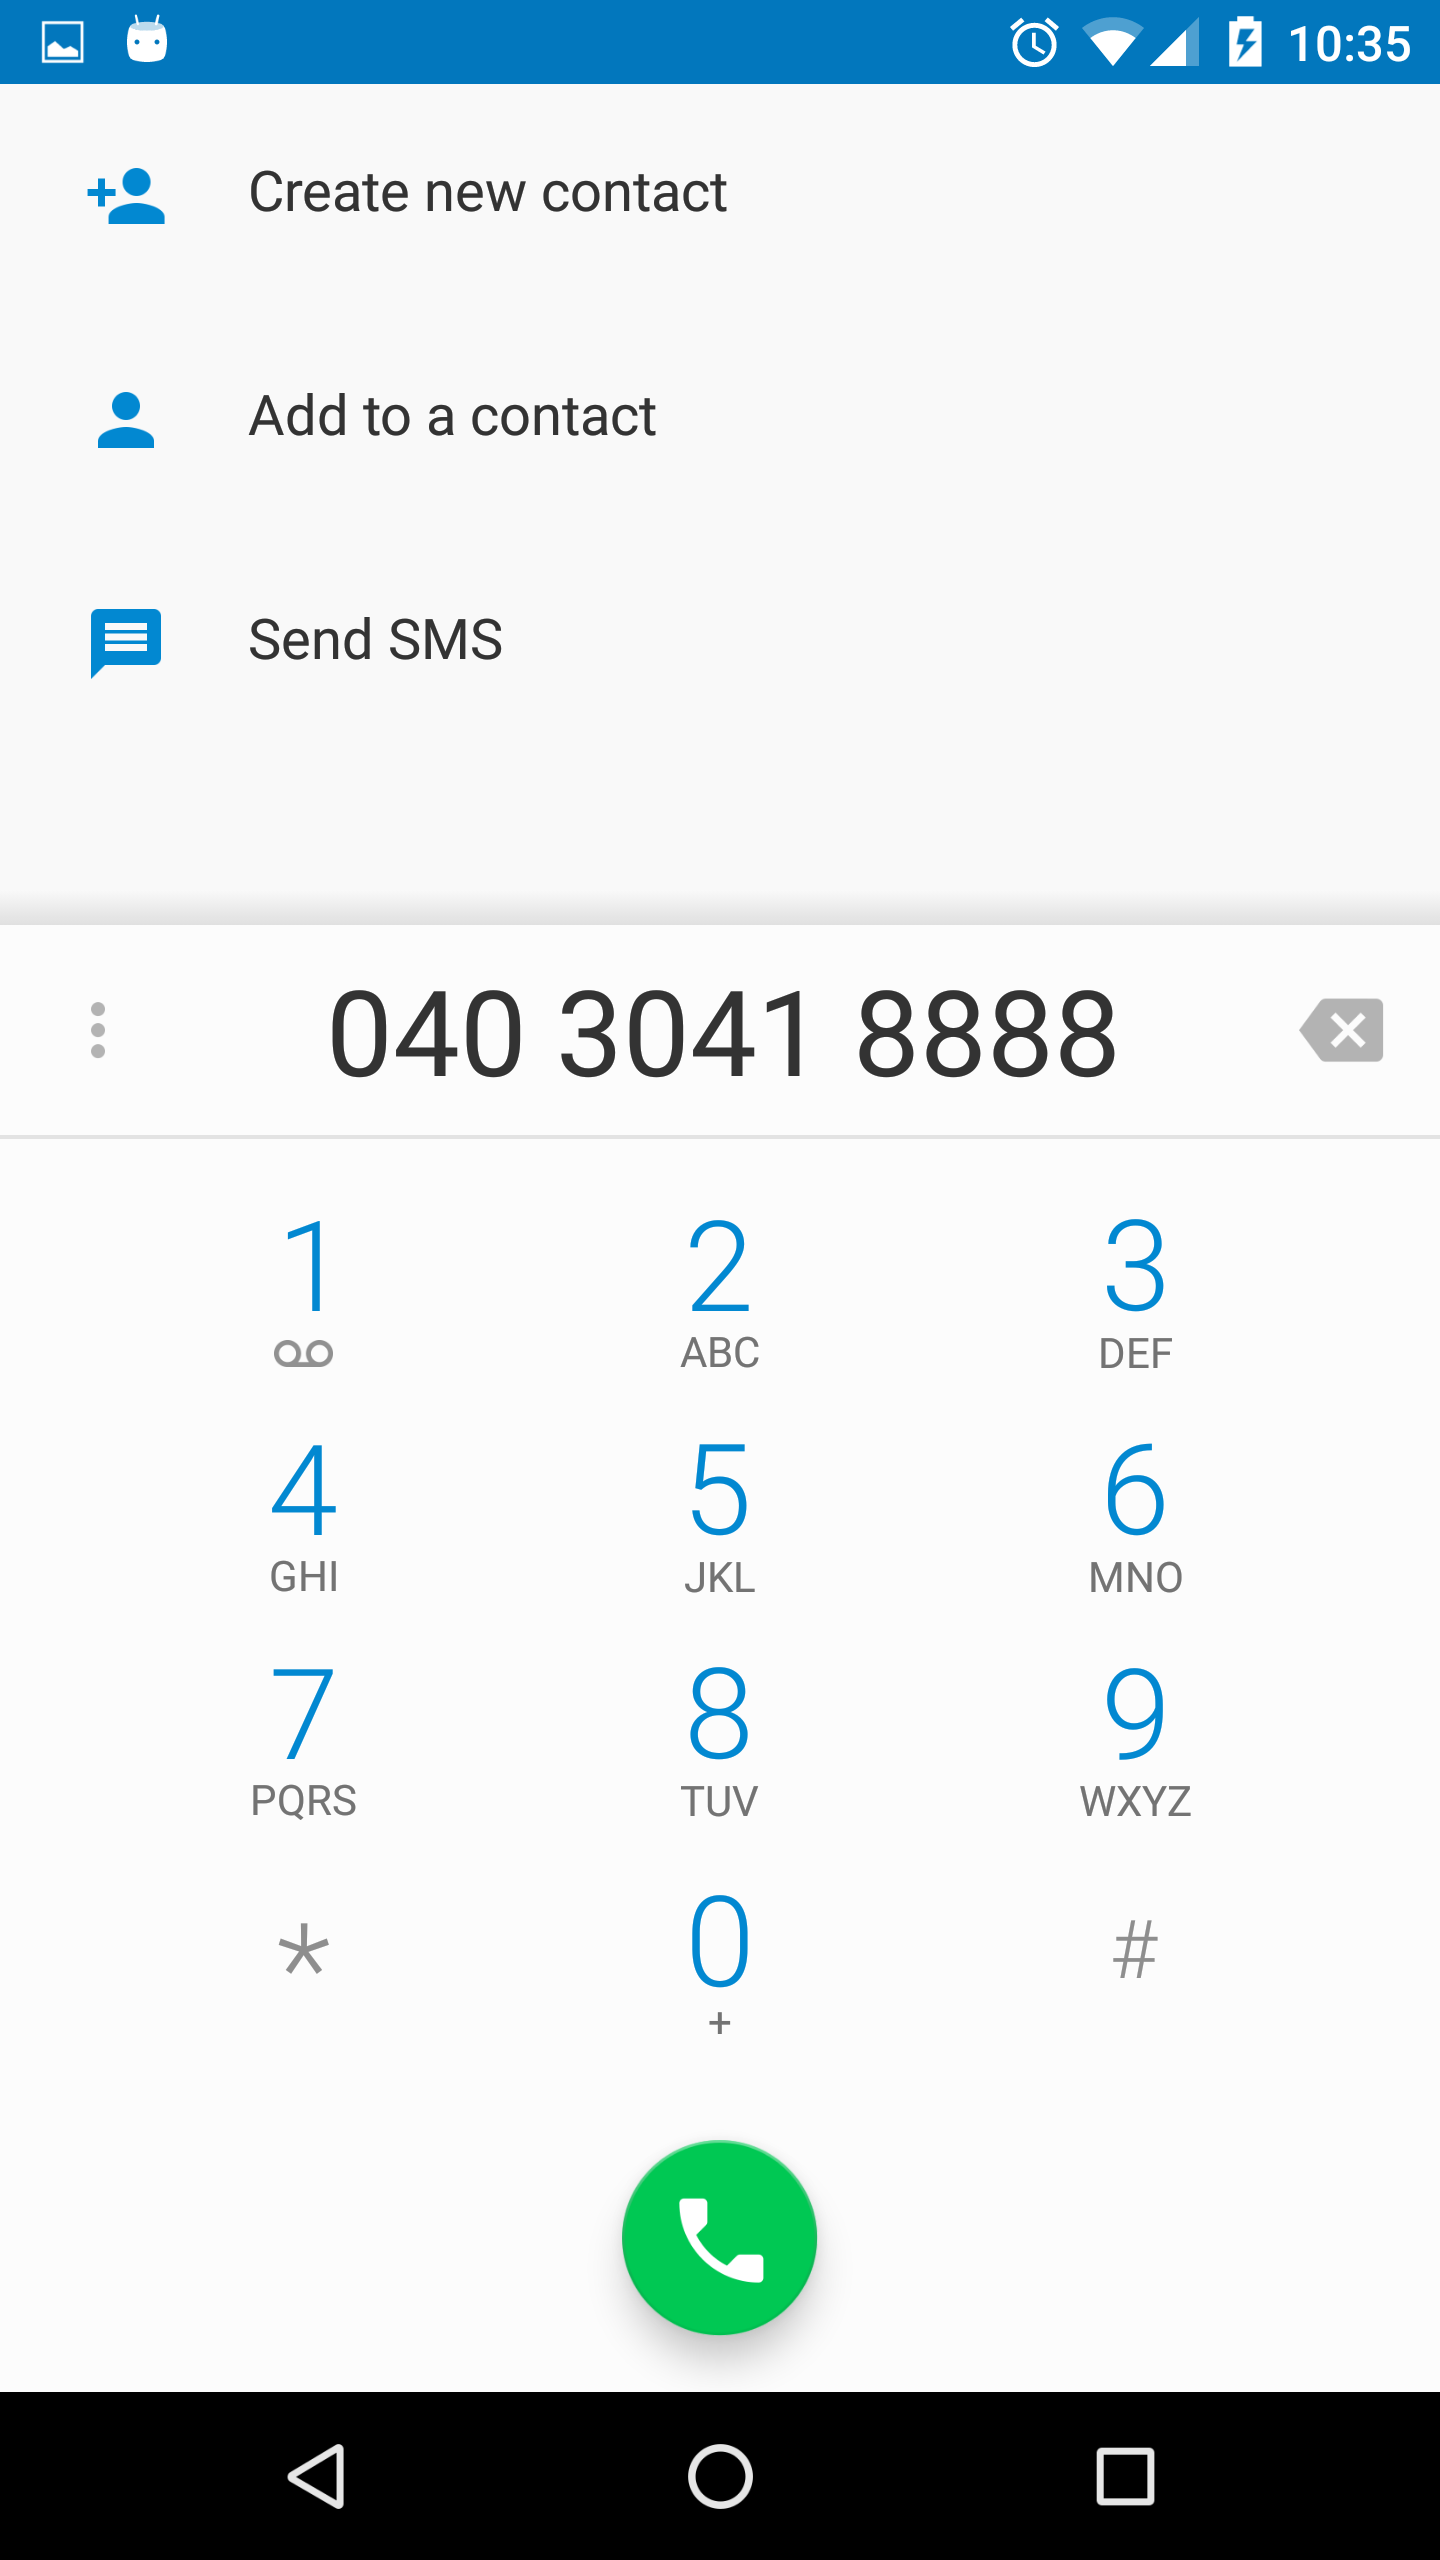 10:35
Create new contact
Add to a contact
Send SMS
040 3041 8888
1 2 3
ABC DEF
4 5 6
GHI JKL MNO
7 8 9
PQRS TUV WXYZ
* 0 #
+